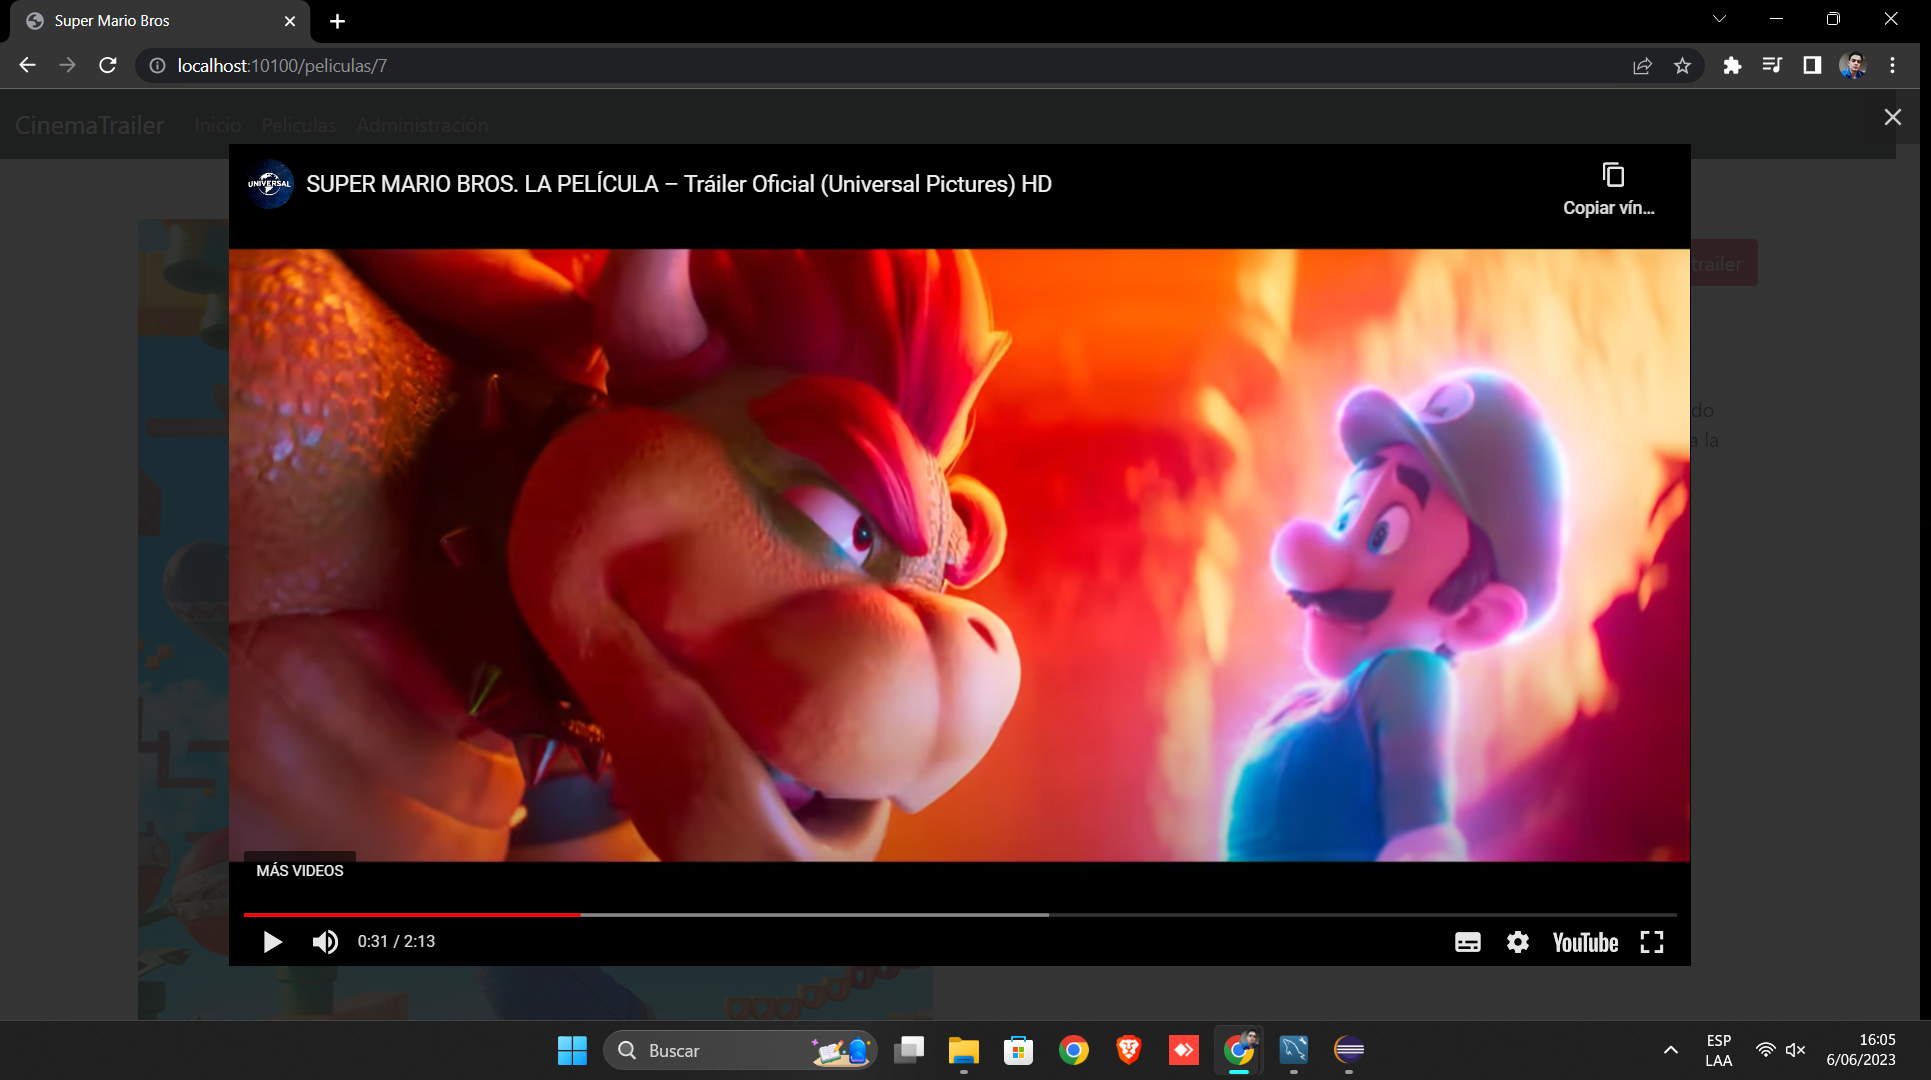 Super Mario Bros
localhost:10100/peliculas/7
CinemaTrailer Inicio Peliculas Administración
UNIVERSAL
SUPER MARIO BROS. LA PELÍCULA – Tráiler Oficial (Universal Pictures) HD
Copiar vín...
trailer
do
a la
MÁS VIDEOS
0:31 / 2:13
YouTube
Buscar
ESP
LAA
16:05
6/06/2023